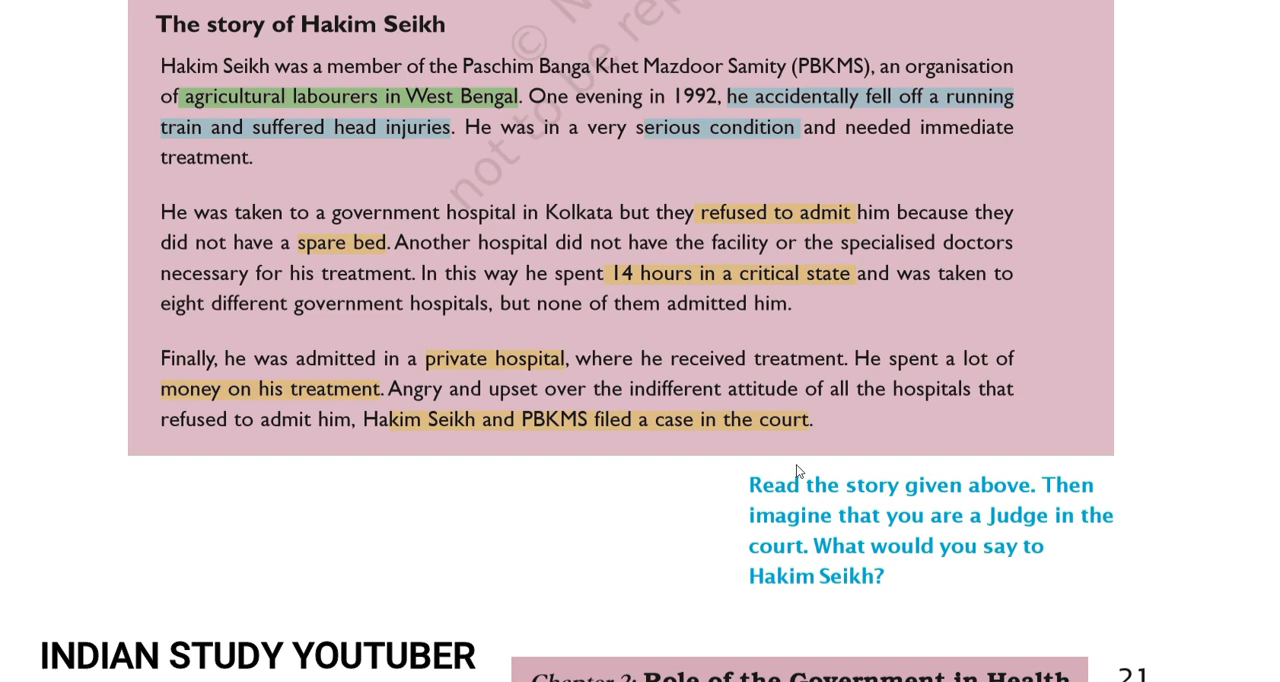 The story of Hakim Seikh
Hakim Seikh was a member of the Paschim Banga Khet Mazdoor Samity (PBKMS), an organisation
of agricultural labourers in West Bengal. One evening in 1992, he accidentally fell off a running
train and suffered head injuries. He was in a very serious condition and needed immediate
treatment.
He was taken to a government hospital in Kolkata but they refused to admit him because they
did not have a spare bed. Another hospital did not have the facility or the specialised doctors
necessary for his treatment. In this way he spent 14 hours in a critical state and was taken to
eight different government hospitals, but none of them admitted him.
Finally, he was admitted in a private hospital, where he received treatment. He spent a lot of
money on his treatment. Angry and upset over the indifferent attitude of all the hospitals that
refused to admit him, Hakim Seikh and PBKMS filed a case in the court.
Read the story given above. Then
imagine that you are a Judge in the
court. What would you say to
Hakim Seikh?
INDIAN STUDY YOUTUBER
Chapter 2: Role of the Government in Health
21
© N
not to be rep